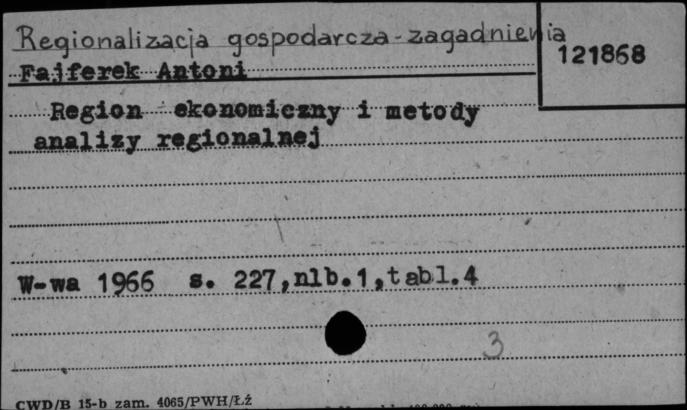 Regionalizacja gospodarcza - zagadnienia
121868
Fajferek Antoni
Region ekonomiczny i metody
analizy regionalnej
W-wa 1966 s. 227,nlb.1,tabl.4
3
CWD/B 15-b zam. 4065/PWH/Łź